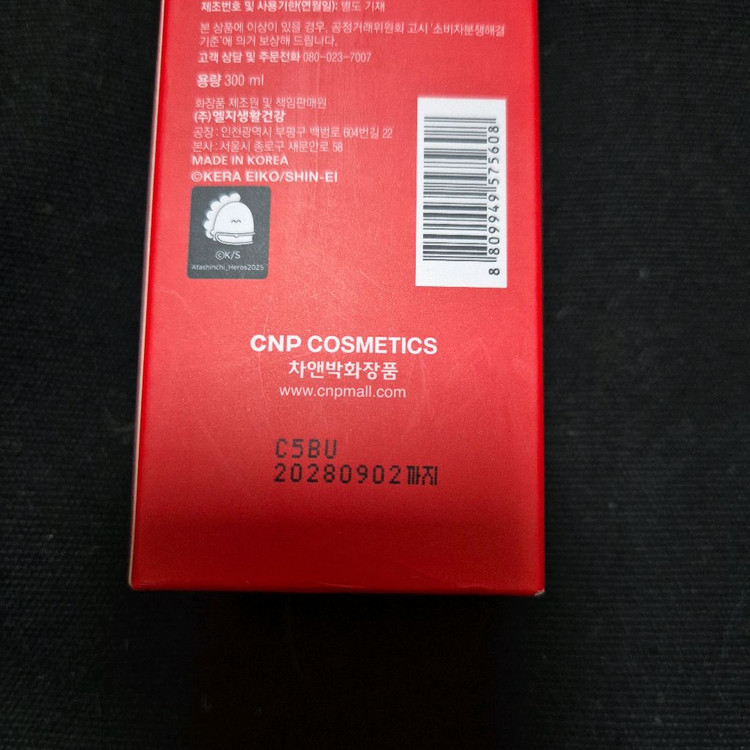 제조번호 및 사용기한(연월일): 별도 기재
본 상품에 이상이 있을 경우, 공정거래위원회 고시 '소비자분쟁해결
기준'에 의거 보상해 드립니다.
고객 상담 및 주문전화 080-023-7007
용량 300 ml
화장품 제조원 및 책임판매원
(주)엘지생활건강
공장 : 인천광역시 부평구 백범로 604번길 22
본사 : 서울시 종로구 새문안로 58
MADE IN KOREA
©KERA EIKO/SHIN-EI
©K/S
Atashinchi_Heros2025
8 809949 575608
CNP COSMETICS
차앤박화장품
www.cnpmall.com
C5BU
20280902까지